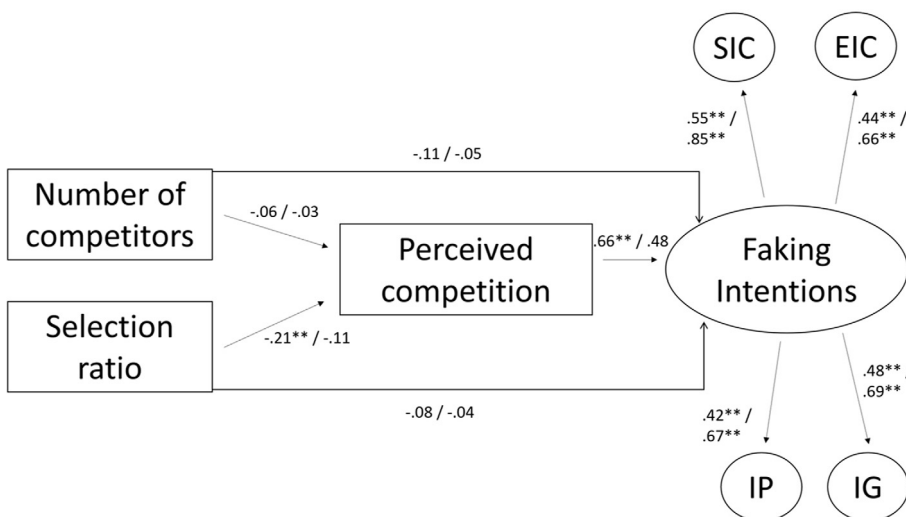 SIC
EIC
.55** /
.85**
.44** /
.66**
-.11 / -.05
Number of
competitors
-.06 / -.03
Perceived
competition
.66** / .48
Faking
Intentions
Selection
ratio
-.21** / -.11
-.08 / -.04
.42** /
.67**
.48** /
.69**
IP
IG